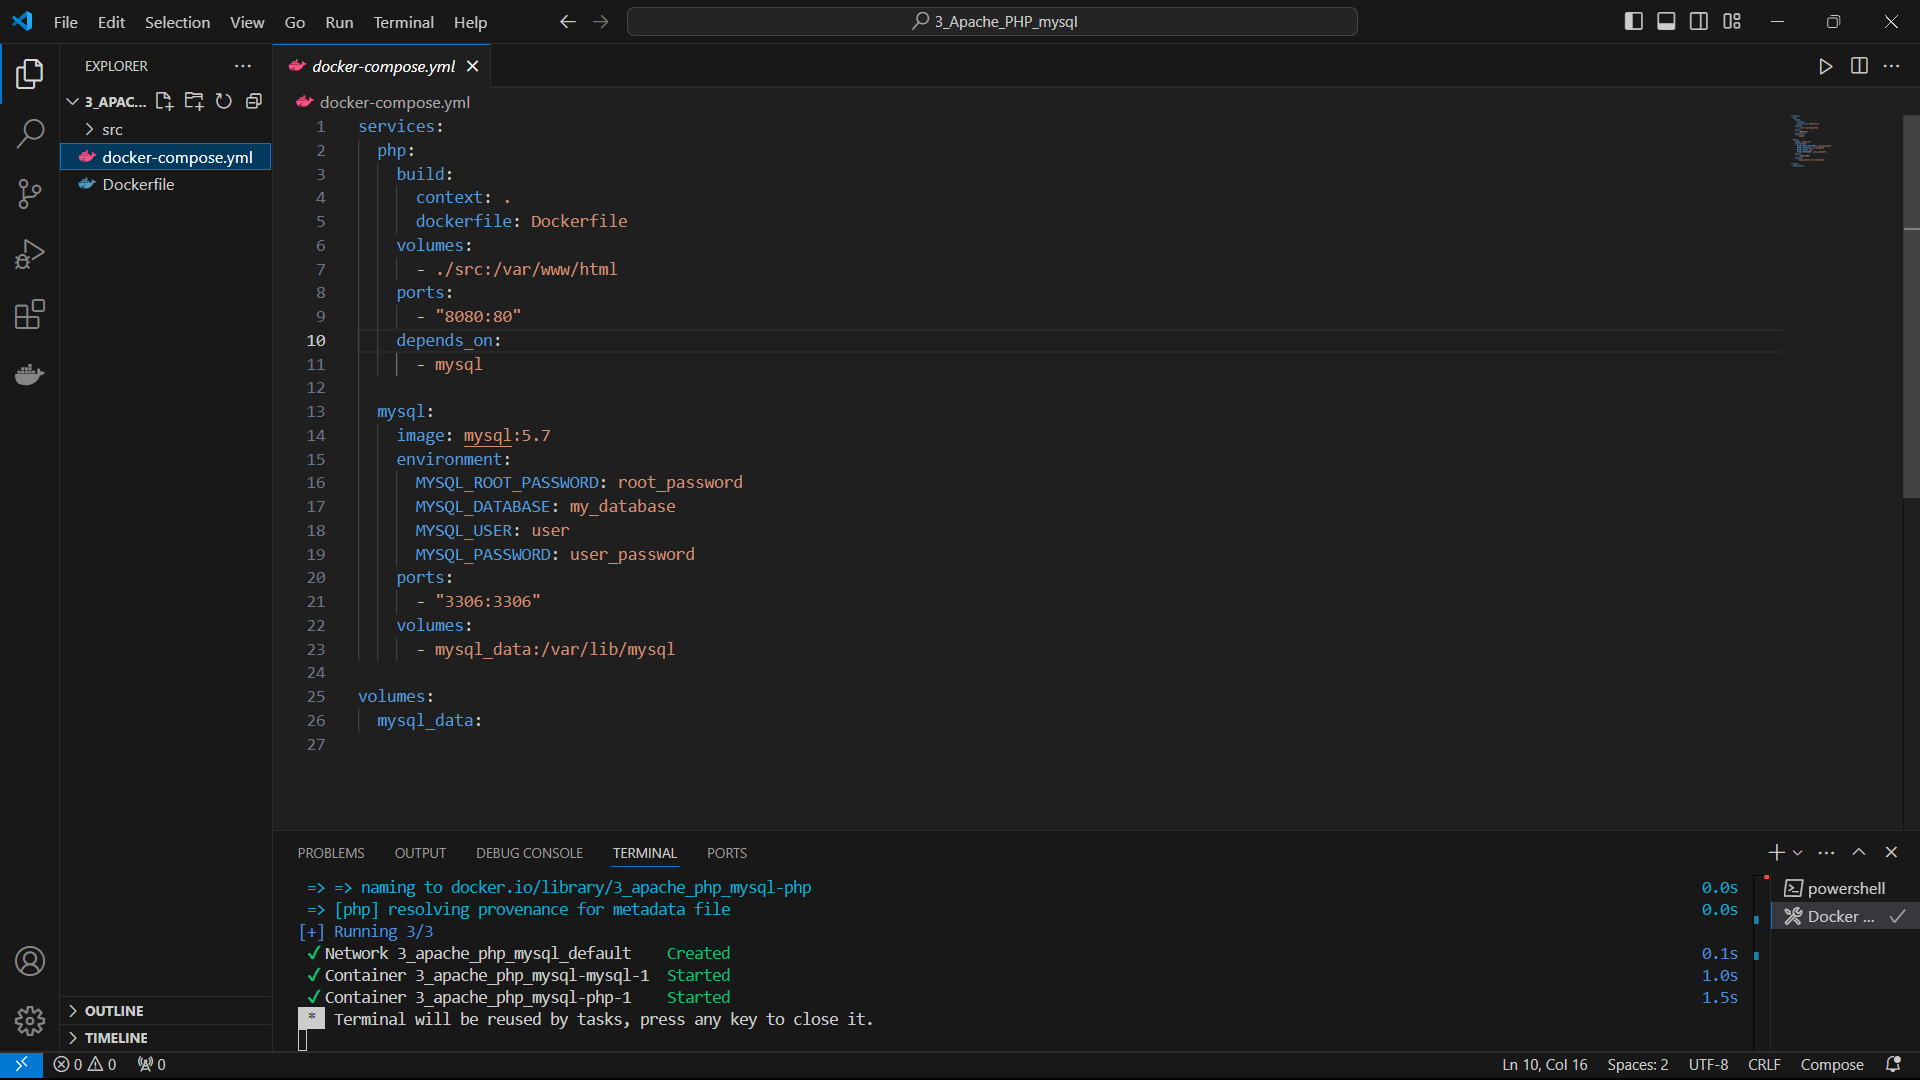 File Edit Selection View Go Run Terminal Help
3_Apache_PHP_mysql
EXPLORER
3_APAC...
src
docker-compose.yml
Dockerfile
OUTLINE
TIMELINE
docker-compose.yml
docker-compose.yml
1 services:
2   php:
3     build:
4       context: .
5       dockerfile: Dockerfile
6     volumes:
7       - ./src:/var/www/html
8     ports:
9       - "8080:80"
10     depends_on:
11       - mysql
12
13   mysql:
14     image: mysql:5.7
15     environment:
16       MYSQL_ROOT_PASSWORD: root_password
17       MYSQL_DATABASE: my_database
18       MYSQL_USER: user
19       MYSQL_PASSWORD: user_password
20     ports:
21       - "3306:3306"
22     volumes:
23       - mysql_data:/var/lib/mysql
24
25 volumes:
26   mysql_data:
27
PROBLEMS OUTPUT DEBUG CONSOLE TERMINAL PORTS
=> => naming to docker.io/library/3_apache_php_mysql-php 0.0s
=> [php] resolving provenance for metadata file 0.0s
[+] Running 3/3
✓Network 3_apache_php_mysql_default Created 0.1s
✓Container 3_apache_php_mysql-mysql-1 Started 1.0s
✓Container 3_apache_php_mysql-php-1 Started 1.5s
* Terminal will be reused by tasks, press any key to close it.
powershell
Docker ...
0 0 0
Ln 10, Col 16 Spaces: 2 UTF-8 CRLF Compose